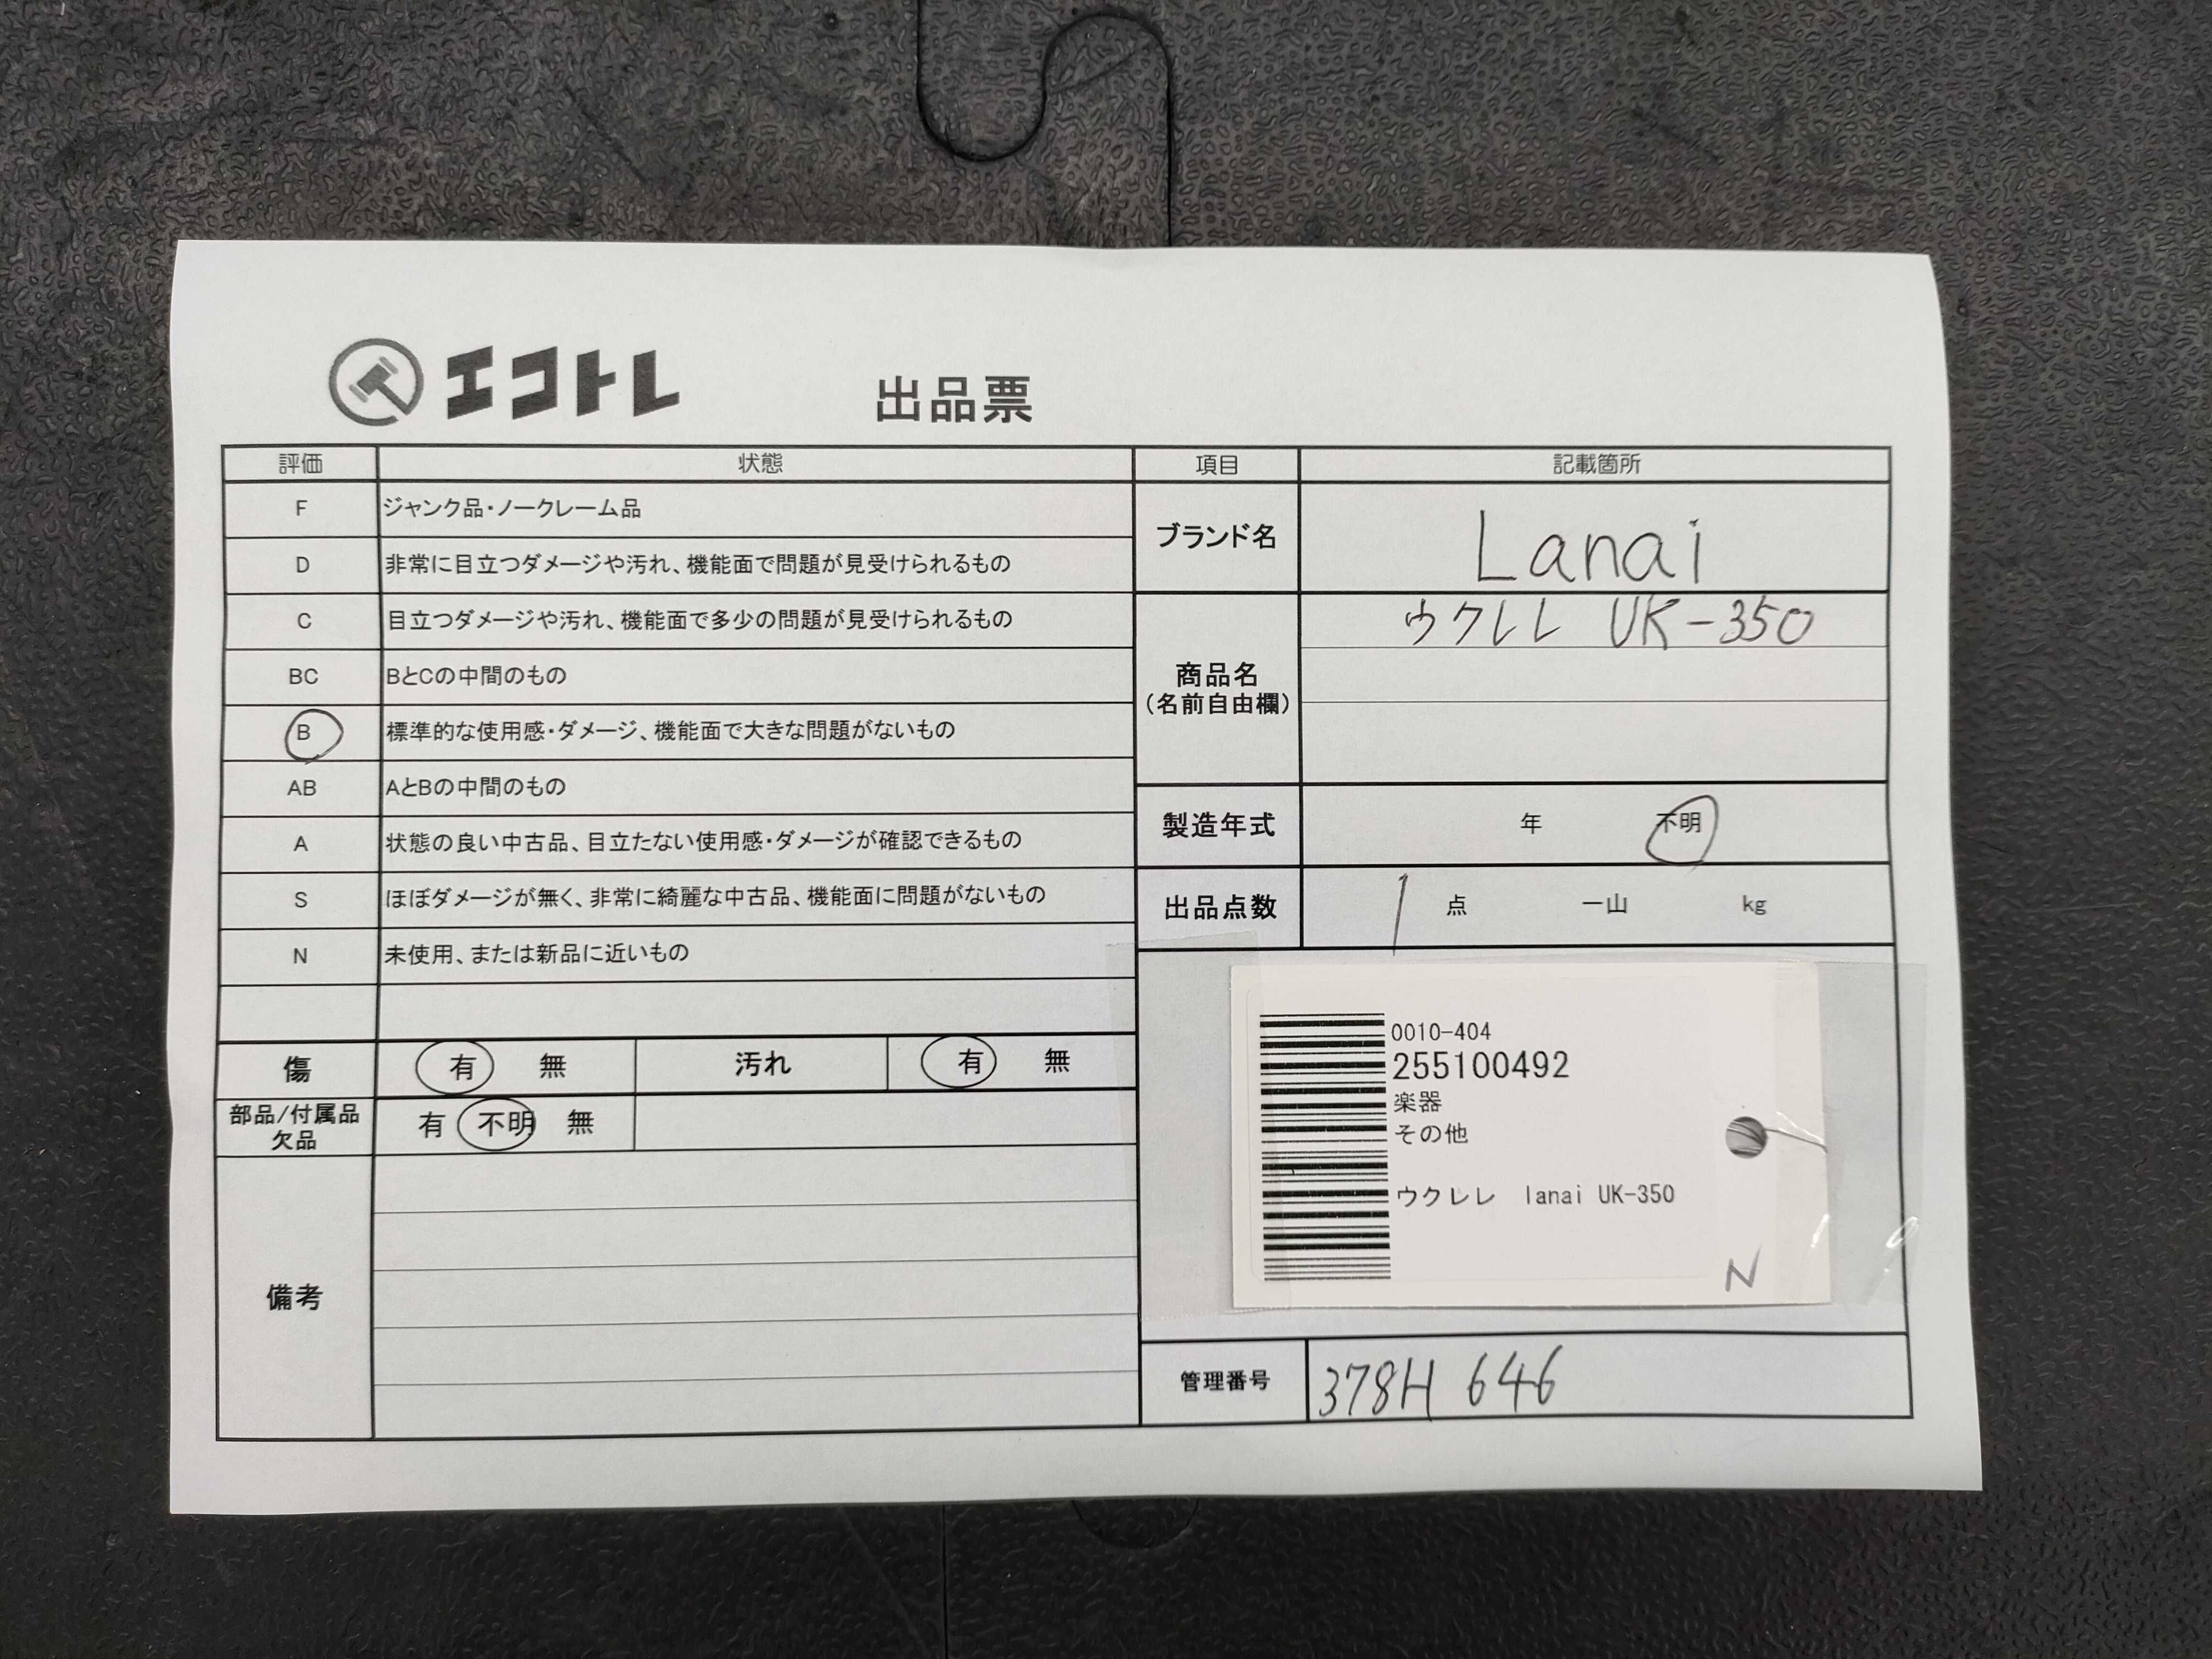 エコトレ
出品票
評価 状態
F ジャンク品・ノークレーム品
D 非常に目立つダメージや汚れ、機能面で問題が見受けられるもの
C 目立つダメージや汚れ、機能面で多少の問題が見受けられるもの
BC BとCの中間のもの
B 標準的な使用感・ダメージ、機能面で大きな問題がないもの
AB AとBの中間のもの
A 状態の良い中古品、目立たない使用感・ダメージが確認できるもの
S ほぼダメージが無く、非常に綺麗な中古品、機能面に問題がないもの
N 未使用、または新品に近いもの
傷 有 無 汚れ 有 無
部品/付属品
欠品
有 不明 無
備考
項目 記載箇所
ブランド名 Lanai
商品名
(名前自由欄)
ウクレレ UK-350
製造年式 年 不明
出品点数 1 点 一山 kg
0010-404
255100492
楽器
その他
ウクレレ lanai UK-350
N
管理番号 378H 646